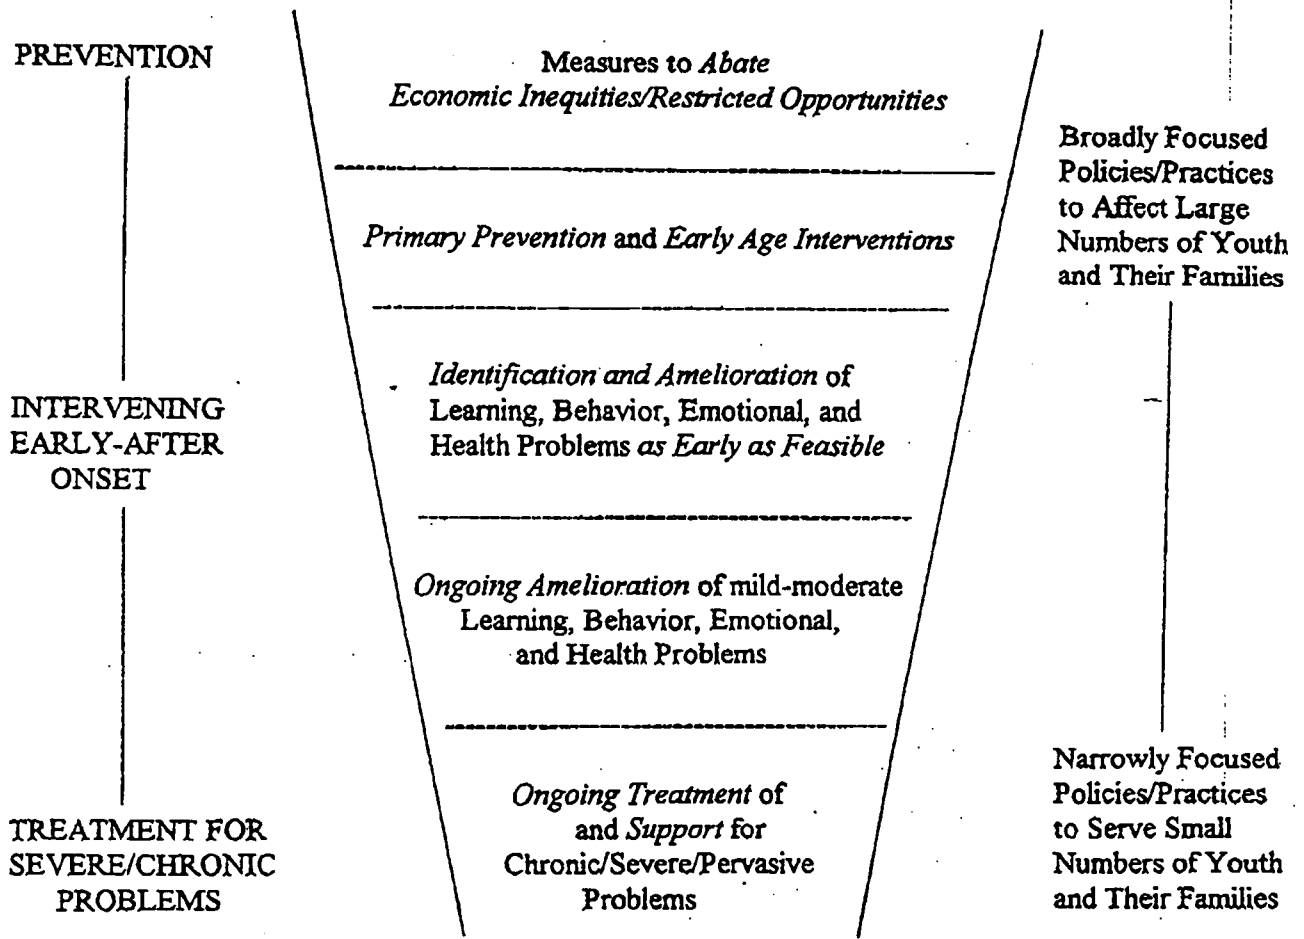 PREVENTION
INTERVENING
EARLY-AFTER
ONSET
TREATMENT FOR
SEVERE/CHRONIC
PROBLEMS
Measures to Abate
Economic Inequities/Restricted Opportunities
Primary Prevention and Early Age Interventions
Identification and Amelioration of
Learning, Behavior, Emotional, and
Health Problems as Early as Feasible
Ongoing Amelioration of mild-moderate
Learning, Behavior, Emotional,
and Health Problems
Ongoing Treatment of
and Support for
Chronic/Severe/Pervasive
Problems
Broadly Focused
Policies/Practices
to Affect Large
Numbers of Youth
and Their Families
Narrowly Focused
Policies/Practices
to Serve Small
Numbers of Youth
and Their Families